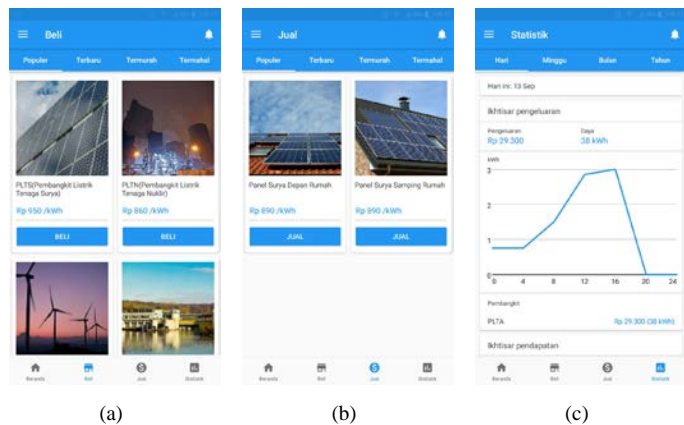 Beli
Populer Terbaru Termurah Termahal
PLTS(Pembangkit Listrik
Tenaga Surya)
Rp 950 /kWh
BELI
PLTN(Pembangkit Listrik
Tenaga Nuklir)
Rp 860 /kWh
BELI
Beranda Beli Jual Statistik
(a)
Jual
Populer Terbaru Termurah Termahal
Panel Surya Depan Rumah
Rp 890 /kWh
JUAL
Panel Surya Samping Rumah
Rp 890 /kWh
JUAL
Beranda Beli Jual Statistik
(b)
Statistik
Hari Minggu Bulan Tahun
Hari ini: 13 Sep
Ikhtisar pengeluaran
Pengeluaran Daya
Rp 29.300 38 kWh
kWh
3
2
1
0
0 4 8 12 16 20 24
Pembangkit
PLTA Rp 29.300 (38 kWh)
Ikhtisar pendapatan
Beranda Beli Jual Statistik
(c)